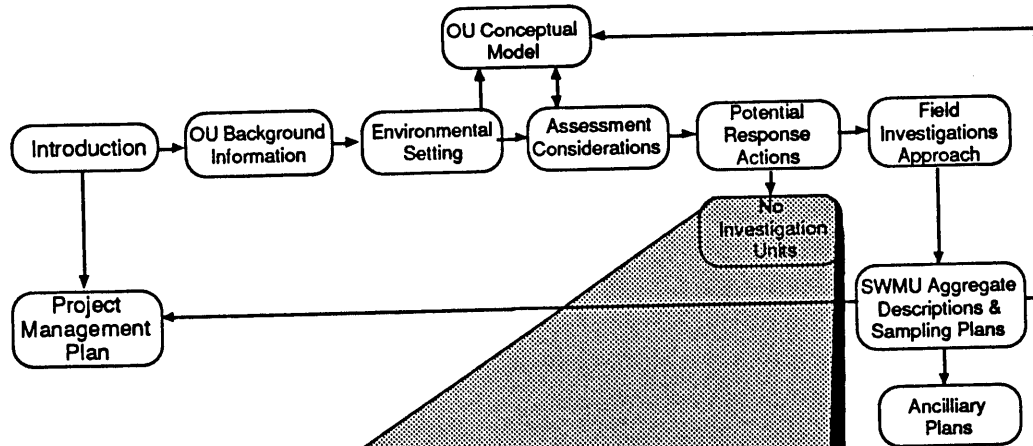 OU Conceptual
Model
Introduction
OU Background
Information
Environmental
Setting
Assessment
Considerations
Potential
Response
Actions
Field
Investigations
Approach
No
Investigation
Units
Project
Management
Plan
SWMU Aggregate
Descriptions &
Sampling Plans
Ancilliary
Plans